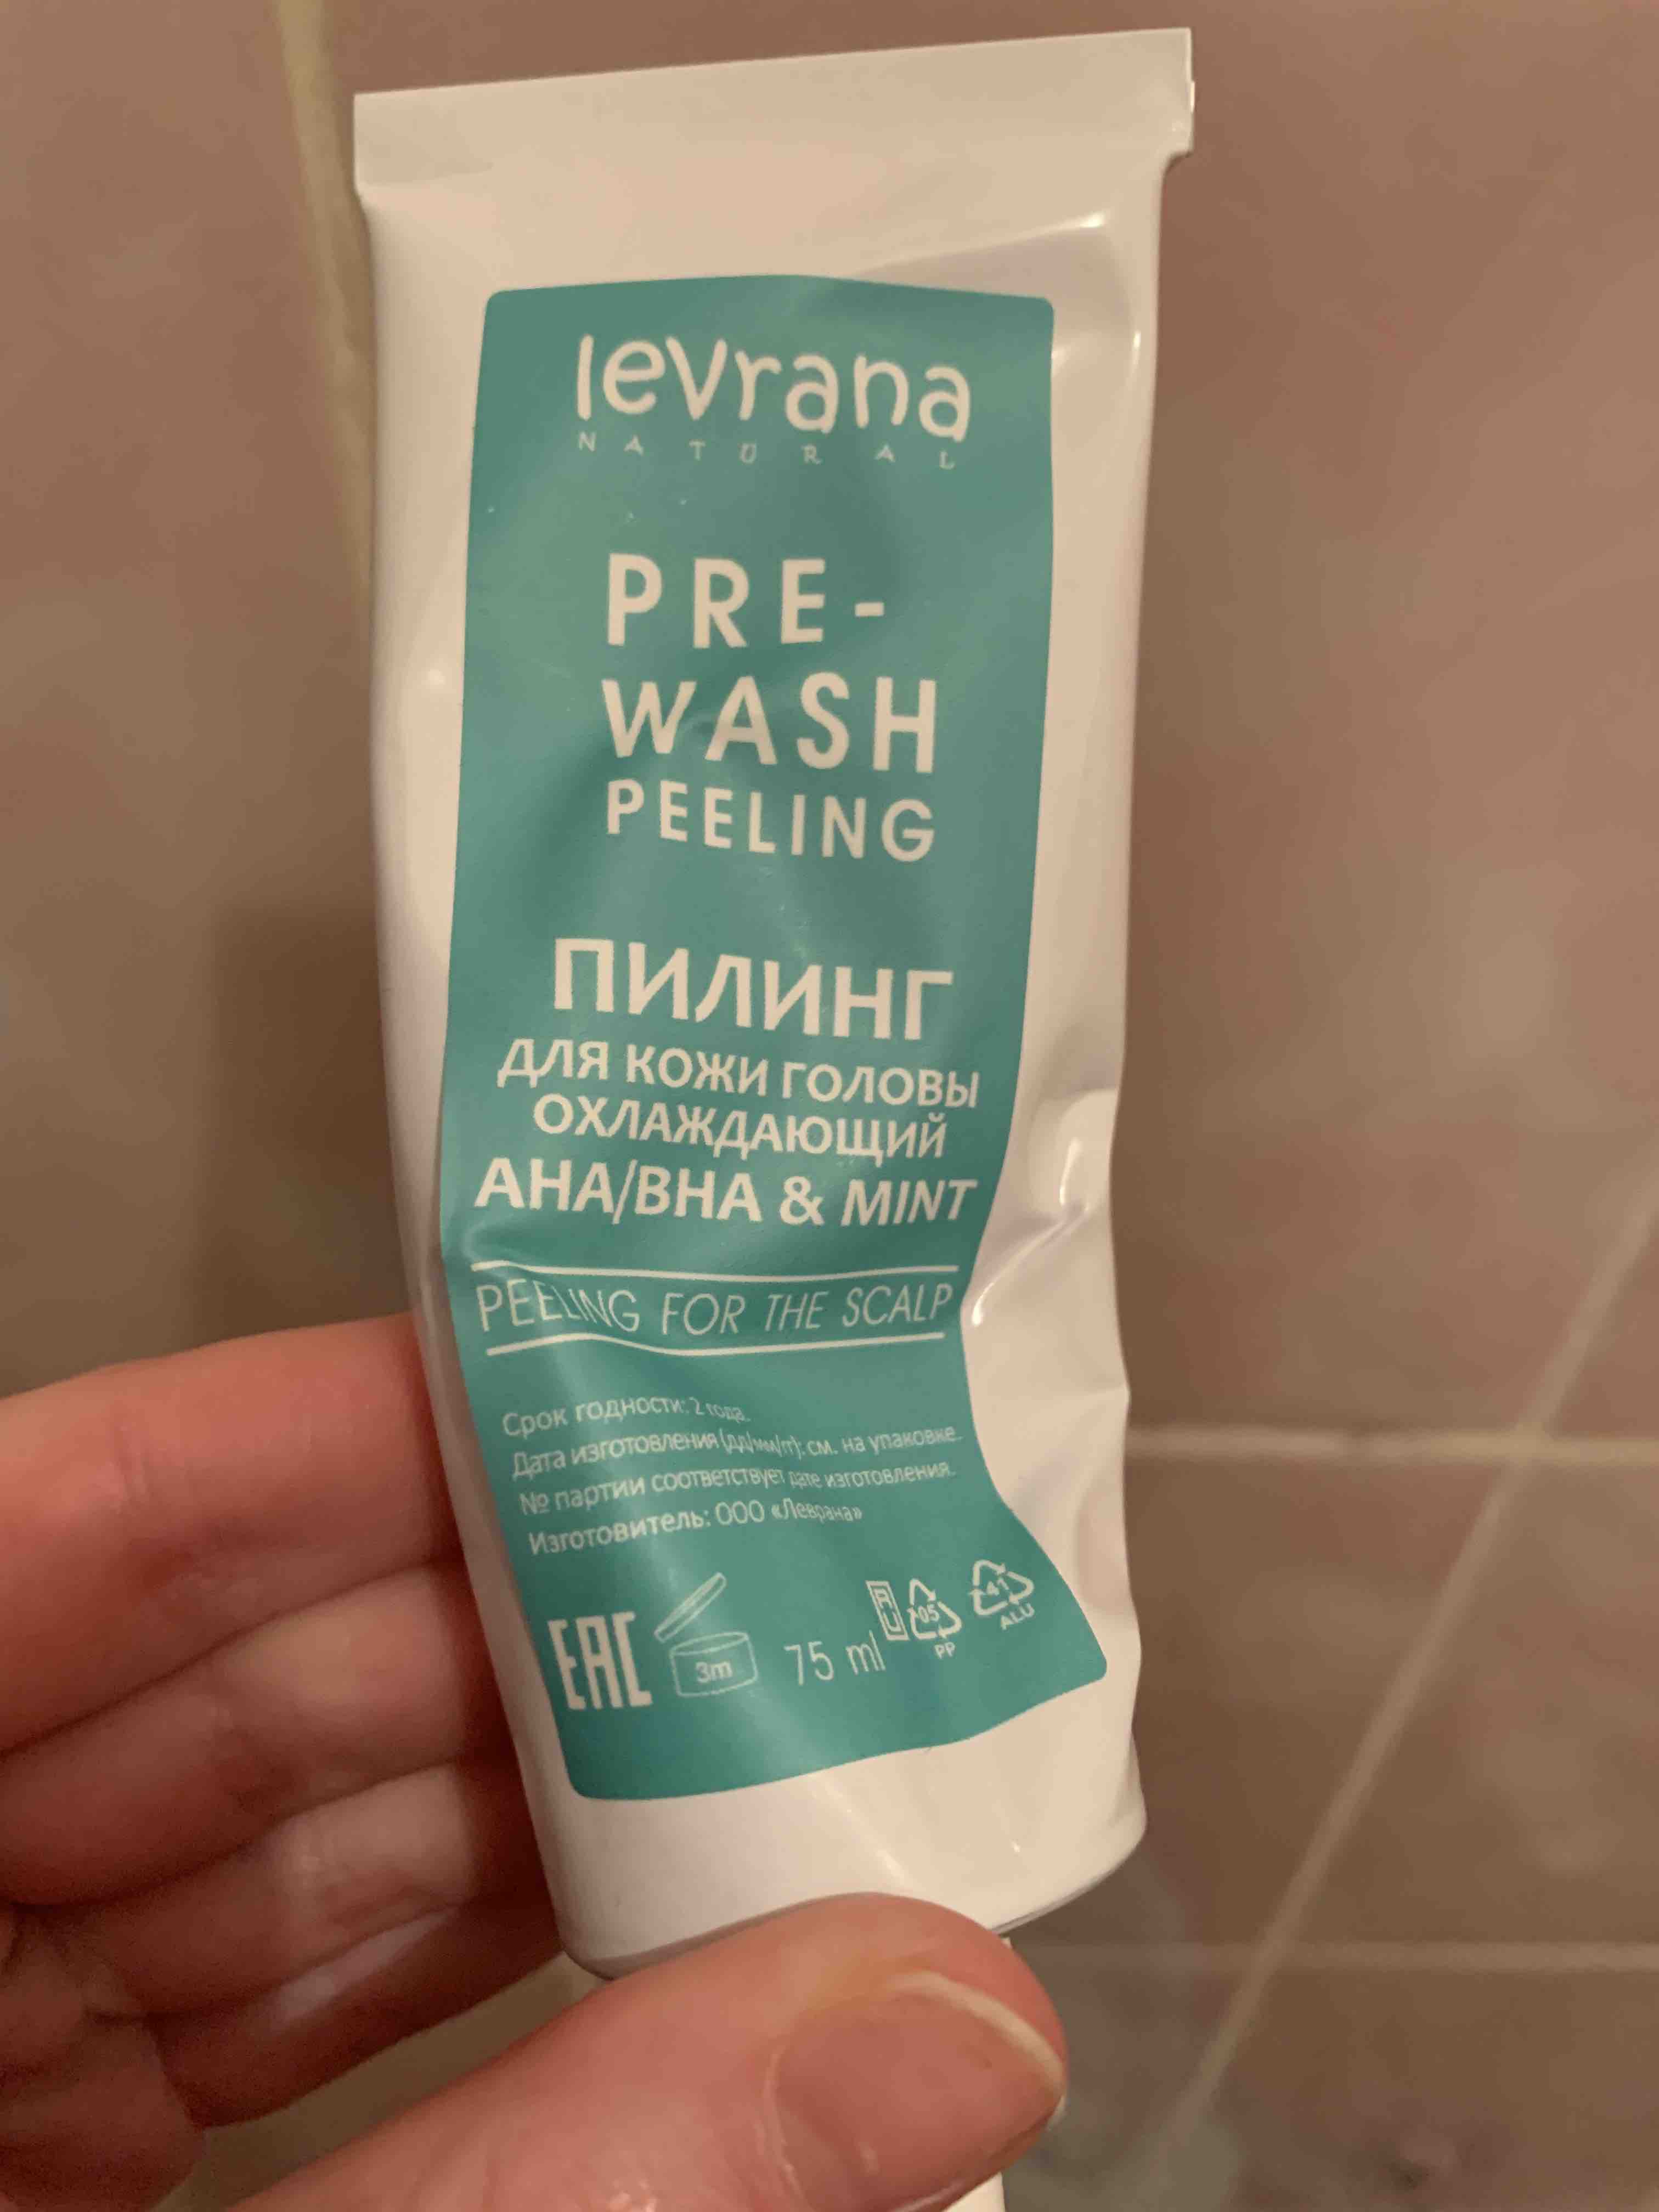 levrana
NATURAL
PRE-
WASH
PEELING
ПИЛИНГ
ДЛЯ КОЖИ ГОЛОВЫ
ОХЛАЖДАЮЩИЙ
AHA/BHA & MINT
PEELING FOR THE SCALP
Срок годности: 2 года.
Дата изготовления (дд/мм/гг): см. на упаковке.
№ партии соответствует дате изготовления.
Изготовитель: ООО «Леврана»
EAC 3m 75 ml 05 41
PP ALU